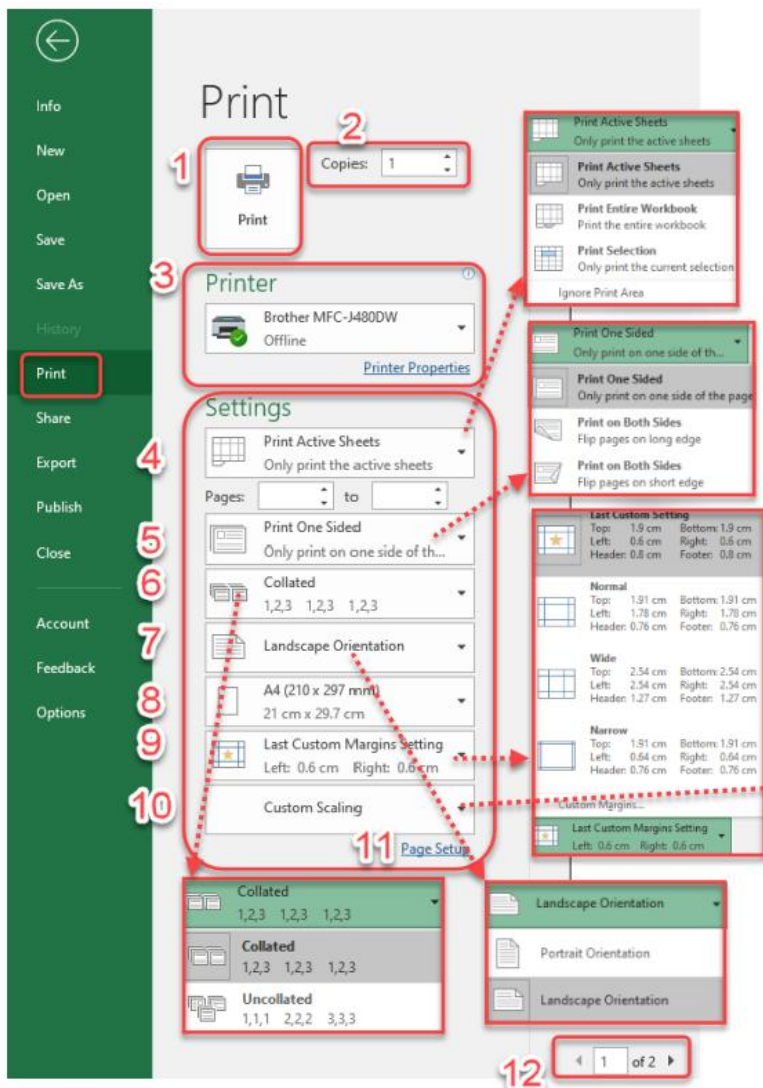 Info
New
Open
Save
Save As
History
Print
Share
Export
Publish
Close
Account
Feedback
Options
Print
1
Print
2
Copies: 1
3
Printer
Brother MFC-J480DW
Offline
Printer Properties
Settings
4
Print Active Sheets
Only print the active sheets
Pages: to
5
Print One Sided
Only print on one side of th...
6
Collated
1,2,3 1,2,3 1,2,3
7
Landscape Orientation
8
A4 (210 x 297 mm)
21 cm x 29.7 cm
9
Last Custom Margins Setting
Left: 0.6 cm Right: 0.6 cm
10
Custom Scaling
11
Page Setup
Print Active Sheets
Only print the active sheets
Print Active Sheets
Only print the active sheets
Print Entire Workbook
Print the entire workbook
Print Selection
Only print the current selection
Ignore Print Area
Print One Sided
Only print on one side of th...
Print One Sided
Only print on one side of the page
Print on Both Sides
Flip pages on long edge
Print on Both Sides
Flip pages on short edge
Last Custom Setting
Top: 1.9 cm Bottom: 1.9 cm
Left: 0.6 cm Right: 0.6 cm
Header: 0.8 cm Footer: 0.8 cm
Normal
Top: 1.91 cm Bottom: 1.91 cm
Left: 1.78 cm Right: 1.78 cm
Header: 0.76 cm Footer: 0.76 cm
Wide
Top: 2.54 cm Bottom: 2.54 cm
Left: 2.54 cm Right: 2.54 cm
Header: 1.27 cm Footer: 1.27 cm
Narrow
Top: 1.91 cm Bottom: 1.91 cm
Left: 0.64 cm Right: 0.64 cm
Header: 0.76 cm Footer: 0.76 cm
Custom Margins...
Last Custom Margins Setting
Left: 0.6 cm Right: 0.6 cm
Collated
1,2,3 1,2,3 1,2,3
Collated
1,2,3 1,2,3 1,2,3
Uncollated
1,1,1 2,2,2 3,3,3
Landscape Orientation
Portrait Orientation
Landscape Orientation
12
1 of 2